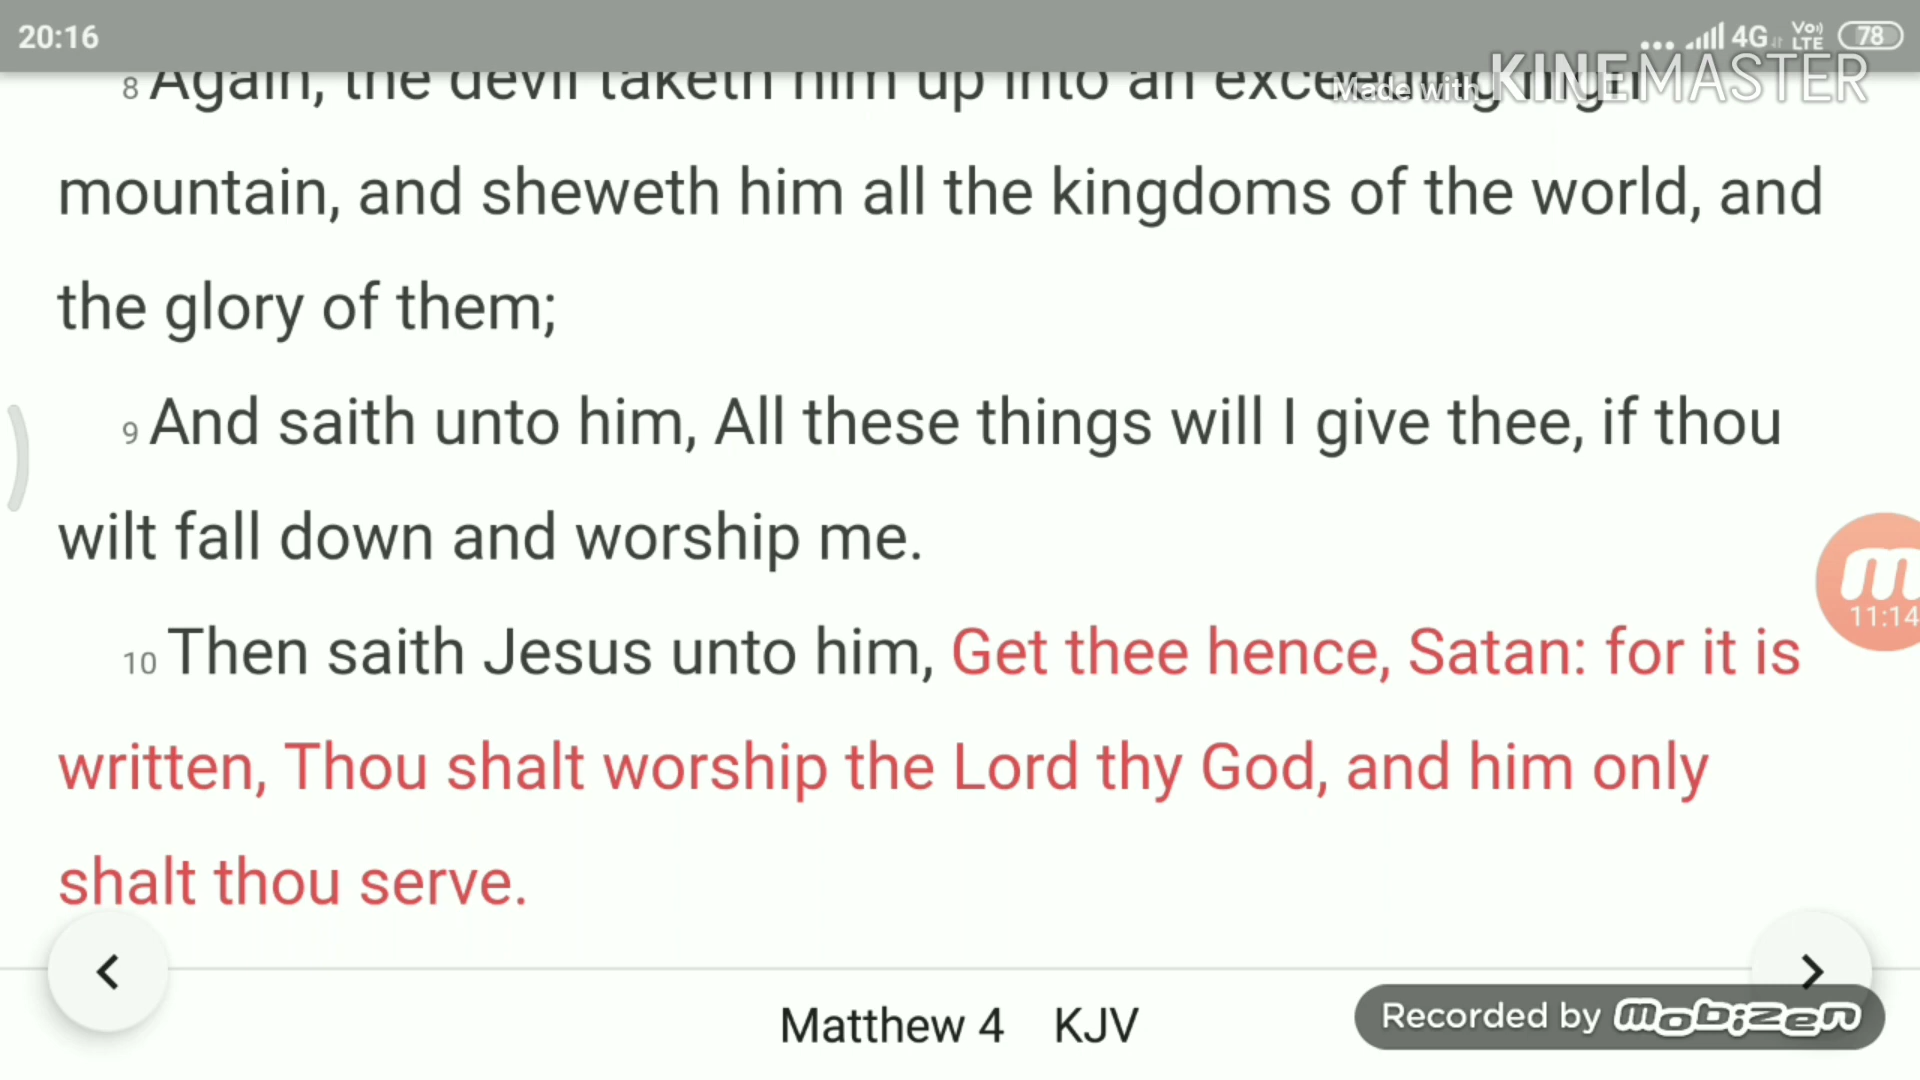 20:16
4G
Vo)
LTE
78
8 Again, the devil taketh him up into an exceeding high
Made with KINEMASTER
mountain, and sheweth him all the kingdoms of the world, and
the glory of them;
9 And saith unto him, All these things will I give thee, if thou
wilt fall down and worship me.
10 Then saith Jesus unto him, Get thee hence, Satan: for it is
m
11:14
written, Thou shalt worship the Lord thy God, and him only
shalt thou serve.
Matthew 4 KJV
Recorded by mobizen